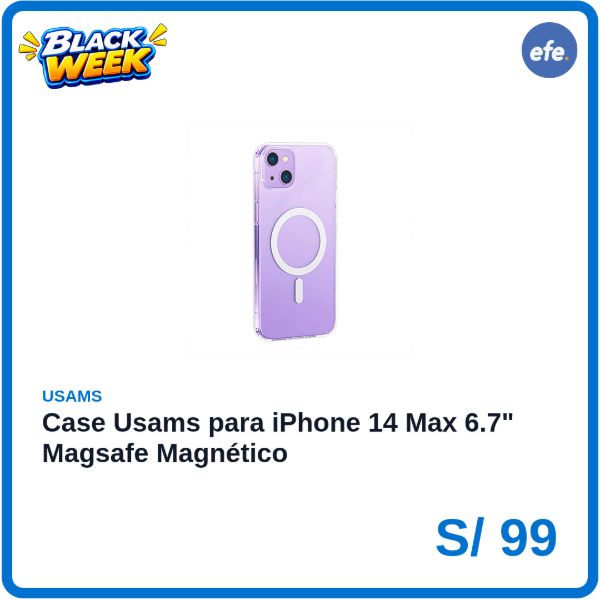 BLACK
WEEK
efe.
USAMS
Case Usams para iPhone 14 Max 6.7"
Magsafe Magnético
S/ 99